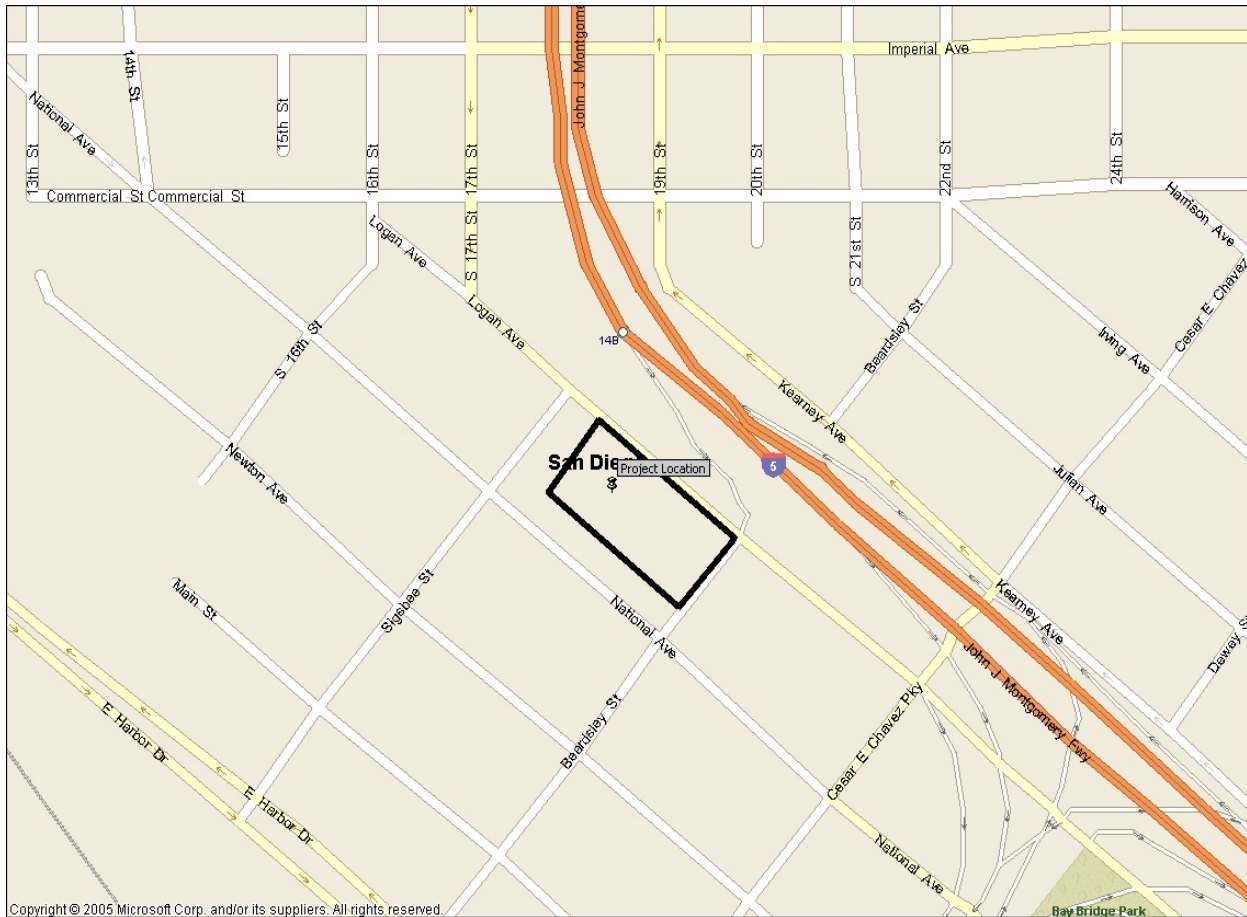 John J Montgome
Imperial Ave
14th St
National Ave
15th St
13th St
16th St
17th St
19th St
20th St
22nd St
24th St
Commercial St Commercial St
Harrison Ave
Logan Ave
S 17th St
S 21st St
Cesar E Chavez
Logan Ave
S 16th St
14B
Beardsley St
Irving Ave
Kearney Ave
San Die
Project Location
5
Newton Ave
Julian Ave
Main St
Sigsbee St
National Ave
Kearney Ave
Dewey S
John J Montgomery Fwy
E Harbor Dr
Beardsley St
Cesar E Chavez Pky
E Harbor Dr
National Ave
Copyright © 2005 Microsoft Corp. and/or its suppliers. All rights reserved.
Bay Bridge Park